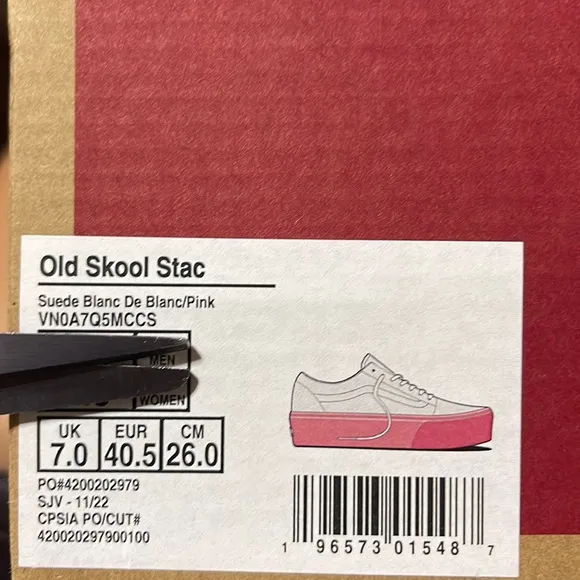 Old Skool Stac
Suede Blanc De Blanc/Pink
VN0A7Q5MCCS
MEN
WOMEN
UK EUR CM
7.0 40.5 26.0
PO#4200202979
SJV - 11/22
CPSIA PO/CUT#
420020297900100
1 96573 01548 7